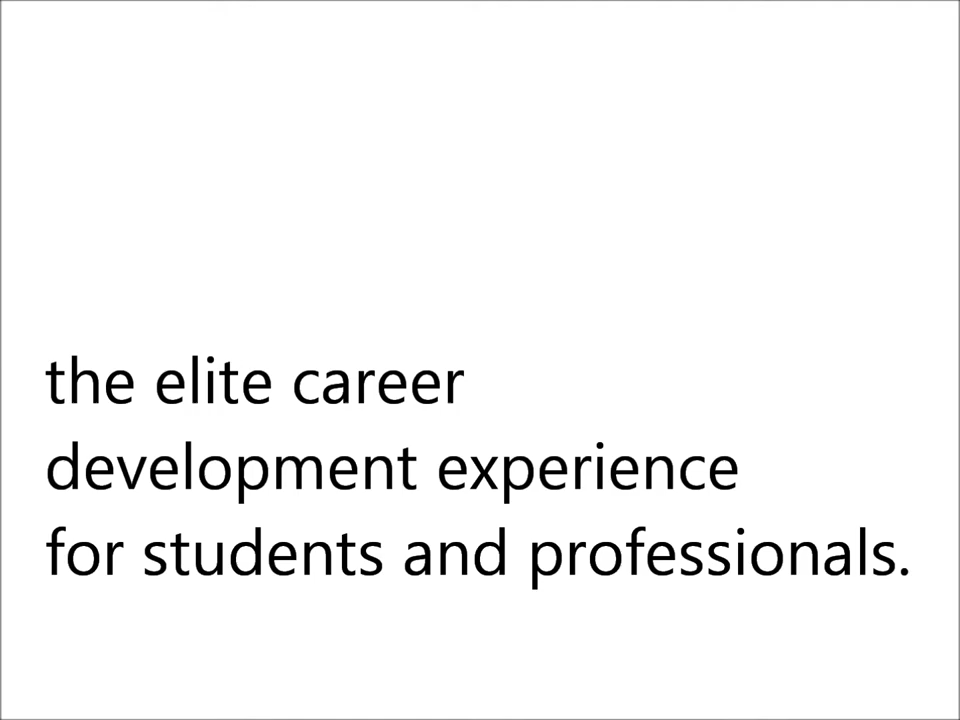 the elite career
development experience
for students and professionals.